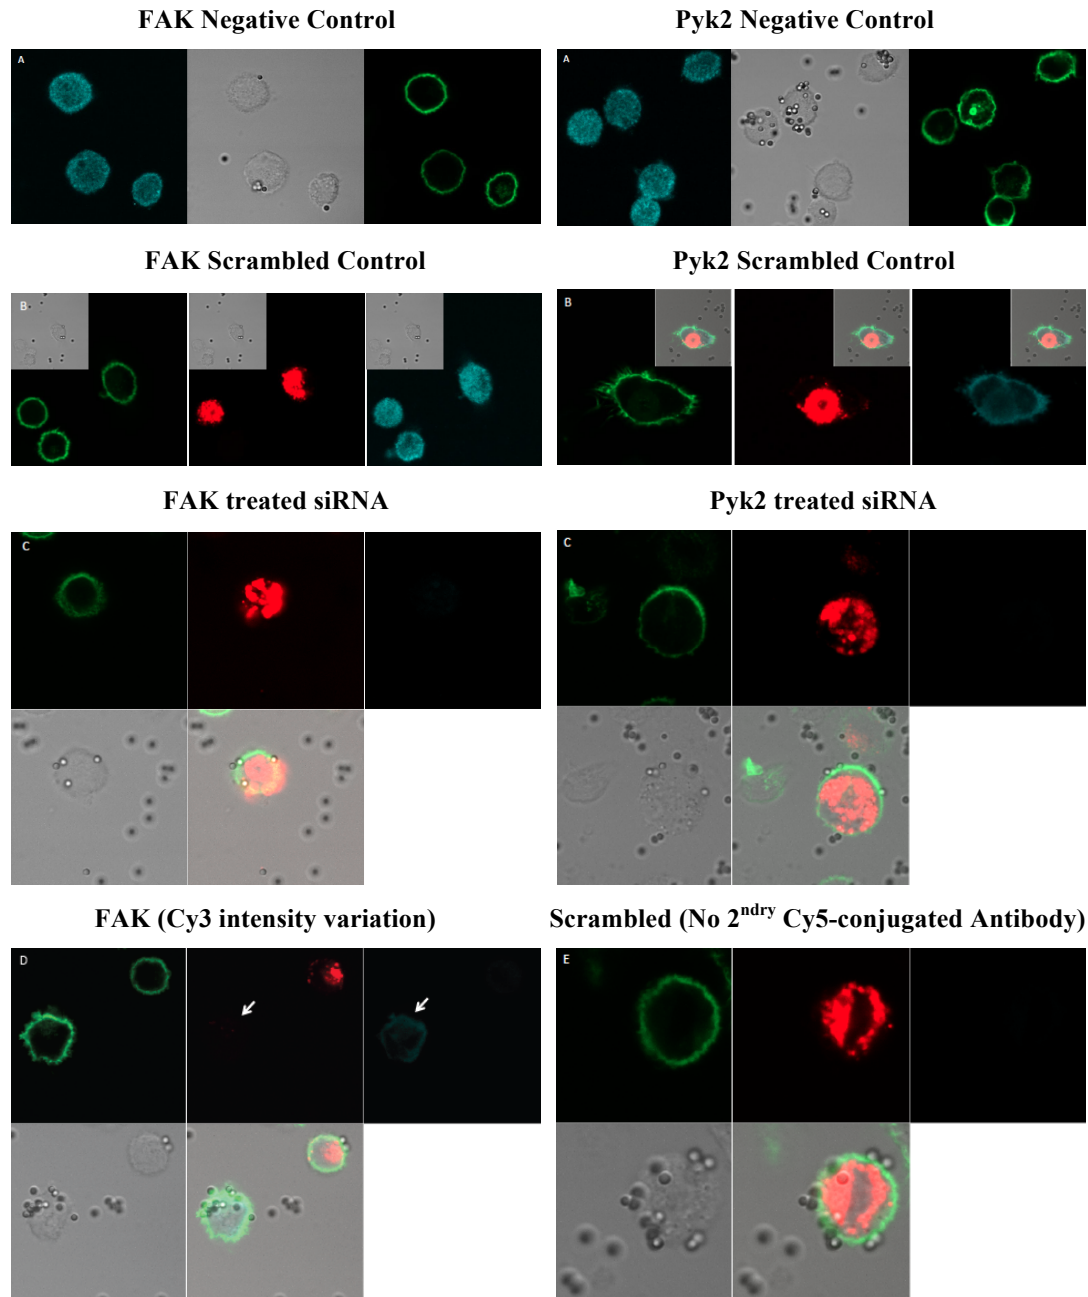 FAK Negative Control
Pyk2 Negative Control
A
A
FAK Scrambled Control
Pyk2 Scrambled Control
B
B
FAK treated siRNA
Pyk2 treated siRNA
C
C
FAK (Cy3 intensity variation)
Scrambled (No 2ndry Cy5-conjugated Antibody)
D
E